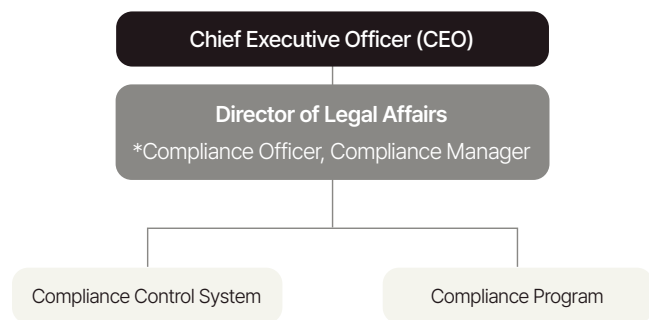 Chief Executive Officer (CEO)
Director of Legal Affairs
*Compliance Officer, Compliance Manager
Compliance Control System
Compliance Program